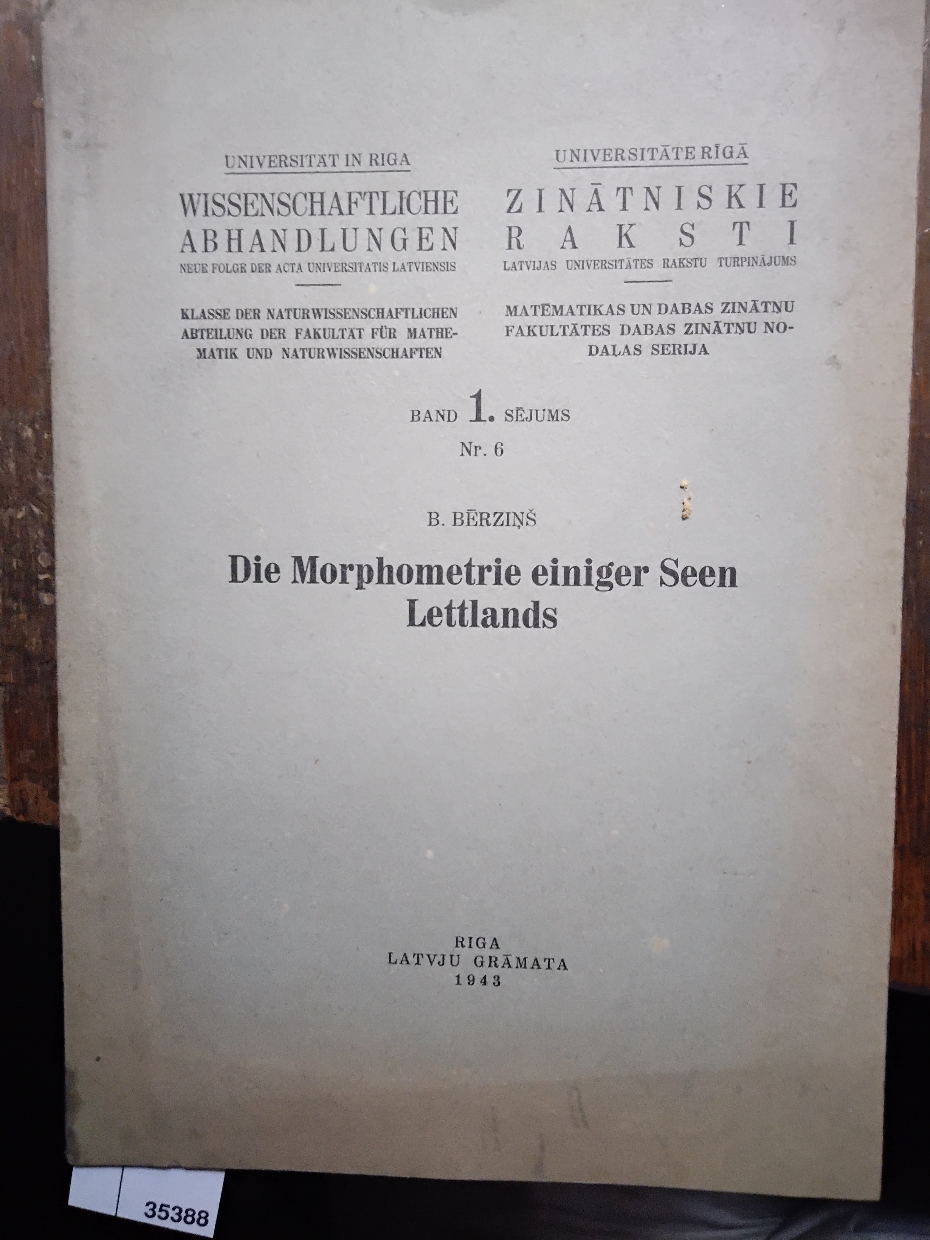 UNIVERSITÄT IN RIGA
WISSENSCHAFTLICHE
ABHANDLUNGEN
NEUE FOLGE DER ACTA UNIVERSITATIS LATVIENSIS
KLASSE DER NATURWISSENSCHAFTLICHEN
ABTEILUNG DER FAKULTÄT FÜR MATHE-
MATIK UND NATURWISSENSCHAFTEN
UNIVERSITĀTE RĪGĀ
ZINĀTNISKIE
RAKSTI
LATVIJAS UNIVERSITĀTES RAKSTU TURPINĀJUMS
MATĒMATIKAS UN DABAS ZINĀTŅU
FAKULTĀTES DABAS ZINĀTŅU NO-
DAĻAS SERIJA
BAND 1. SĒJUMS
Nr. 6
B. BĒRZIŅŠ
Die Morphometrie einiger Seen
Lettlands
RIGA
LATVJU GRĀMATA
1943
35388